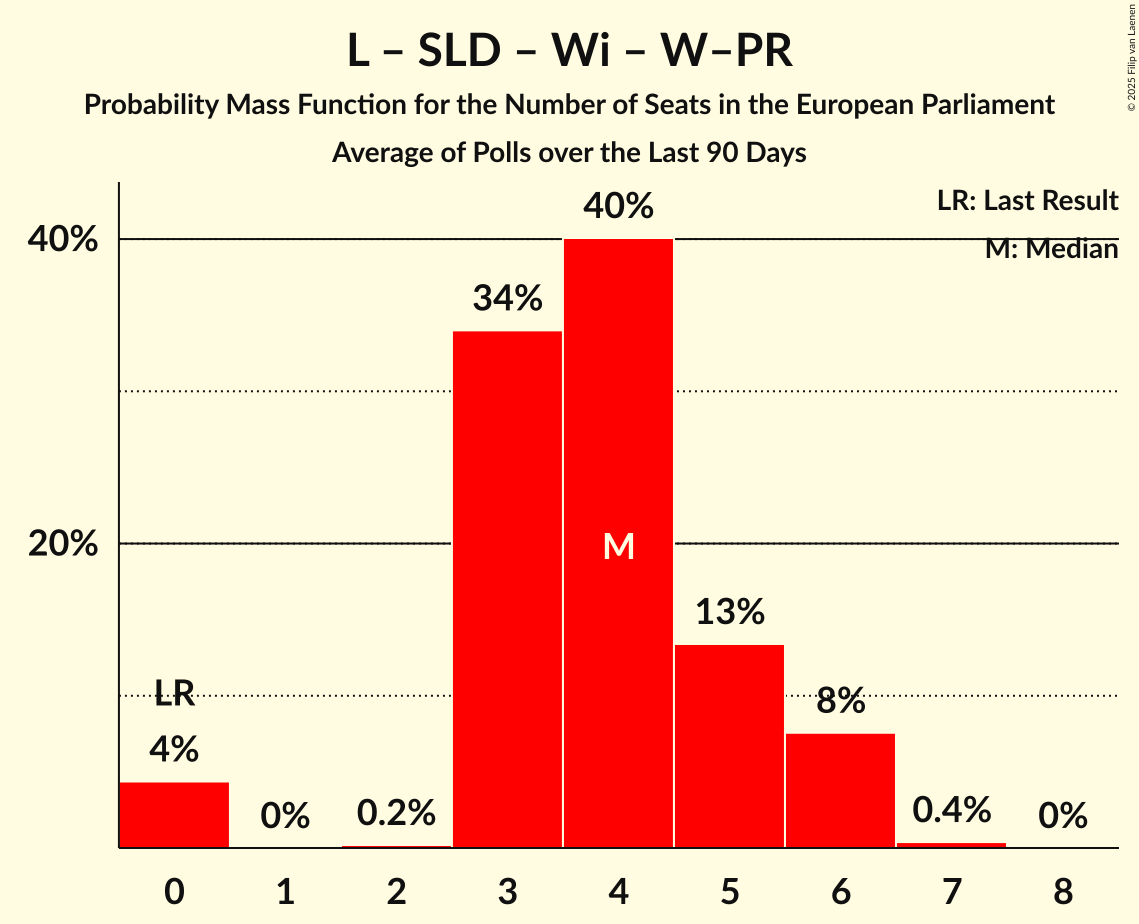 L – SLD – Wi – W–PR
Probability Mass Function for the Number of Seats in the European Parliament
Average of Polls over the Last 90 Days
© 2025 Filip van Laenen
LR: Last Result
M: Median
40%
20%
LR
4%
0%
0.2%
34%
40%
M
13%
8%
0.4%
0%
0 1 2 3 4 5 6 7 8